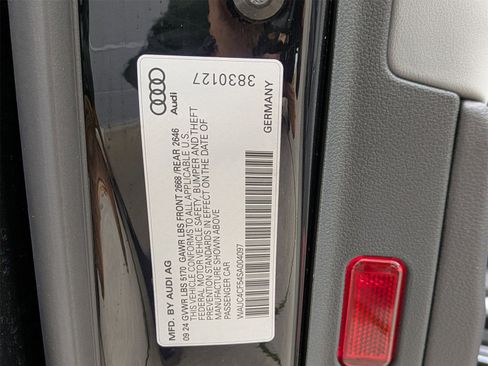 MFD. BY AUDI AG
09.24 GVWR LBS 5170 GAWR LBS FRONT 2668 /REAR 2646
THIS VEHICLE CONFORMS TO ALL APPLICABLE U.S.
FEDERAL MOTOR VEHICLE SAFETY, BUMPER AND THEFT
PREVENTION STANDARDS IN EFFECT ON THE DATE OF
MANUFACTURE SHOWN ABOVE
PASSENGER CAR
WAUC4CF54SA004097
GERMANY
Audi
3830127